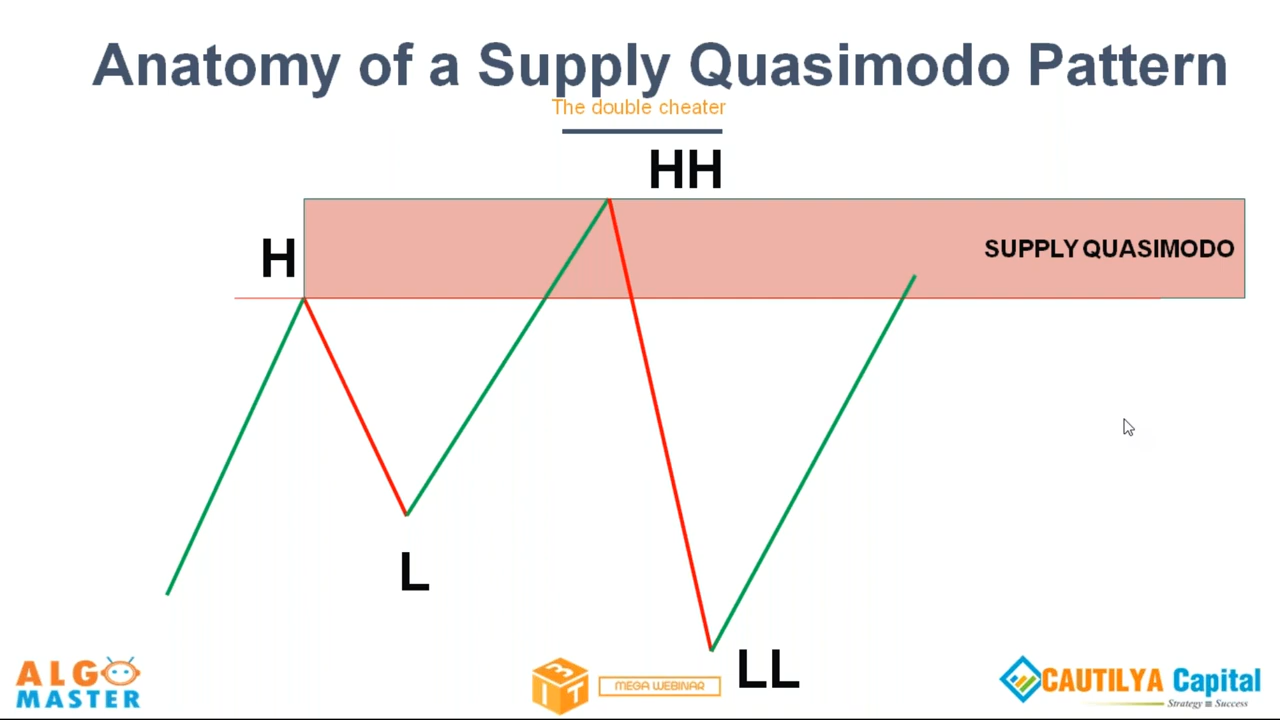 Anatomy of a Supply Quasimodo Pattern
The double cheater
HH
H
SUPPLY QUASIMODO
L
LL
ALGO
MASTER
BIT
MEGA WEBINAR
CAUTILYA Capital
Strategy = Success